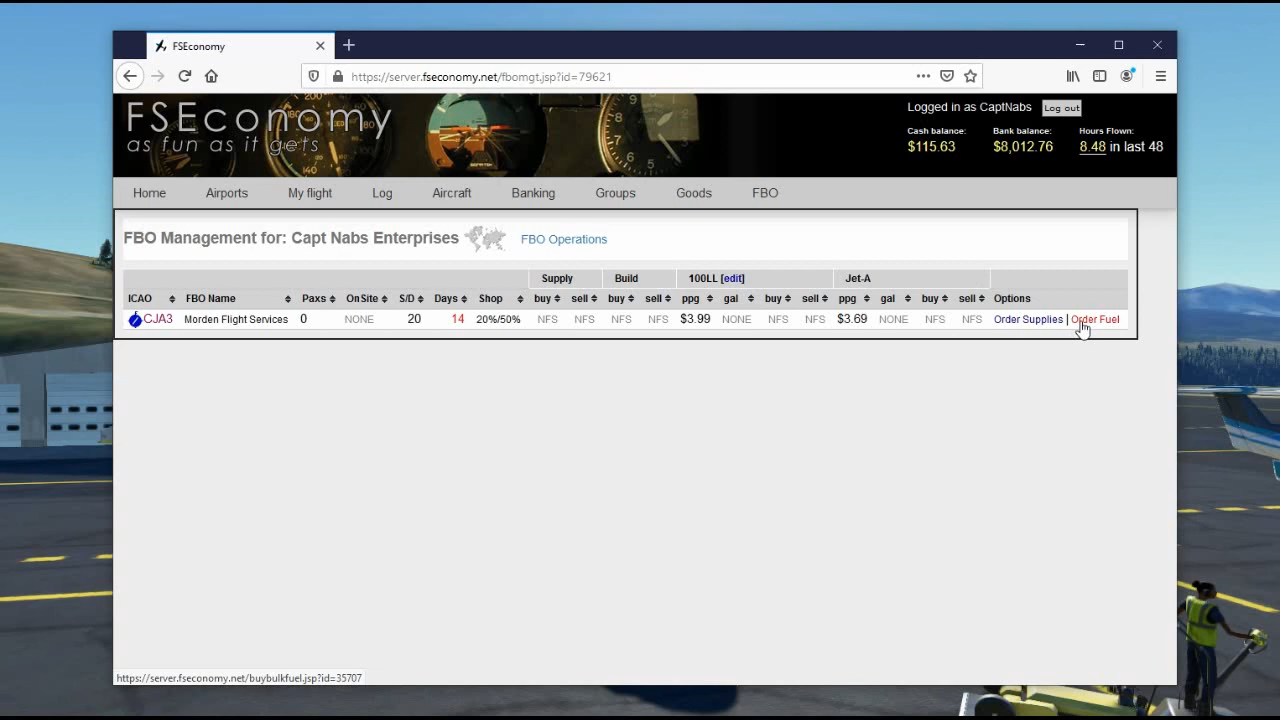 FSEconomy
https://server.fseconomy.net/fbomgt.jsp?id=79621
FSEconomy
as fun as it gets
Logged in as CaptNabs Log out
Cash balance: Bank balance: Hours Flown:
$115.63 $8,012.76 8.48 in last 48
Home Airports My flight Log Aircraft Banking Groups Goods FBO
FBO Management for: Capt Nabs Enterprises FBO Operations
Supply Build 100LL [edit] Jet-A
ICAO FBO Name Paxs OnSite S/D Days Shop buy sell buy sell ppg gal buy sell ppg gal buy sell Options
CJA3 Morden Flight Services 0 NONE 20 14 20%/50% NFS NFS NFS NFS $3.99 NONE NFS NFS $3.69 NONE NFS NFS Order Supplies | Order Fuel
https://server.fseconomy.net/buybulkfuel.jsp?id=35707